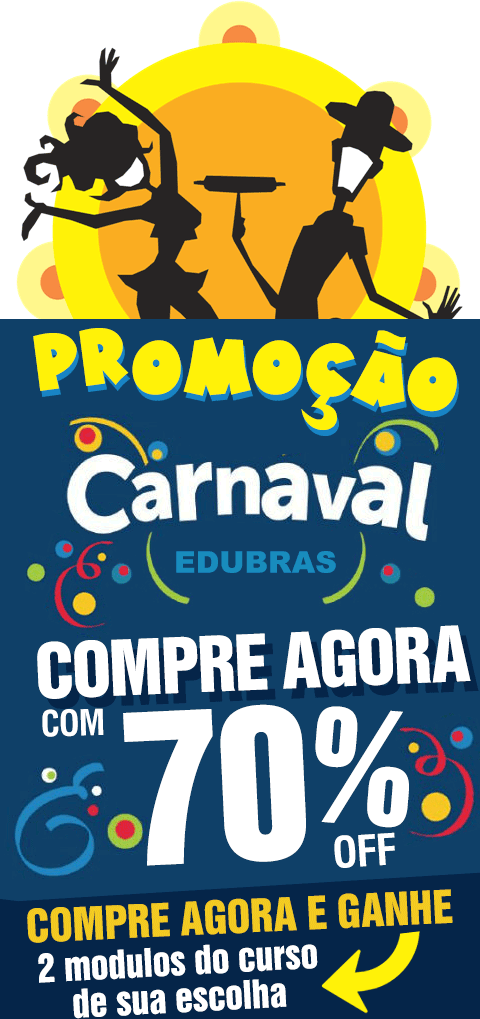 PROMOÇÃO
Carnaval
EDUBRAS
COMPRE AGORA
COM 70%
OFF
COMPRE AGORA E GANHE
2 modulos do curso
de sua escolha